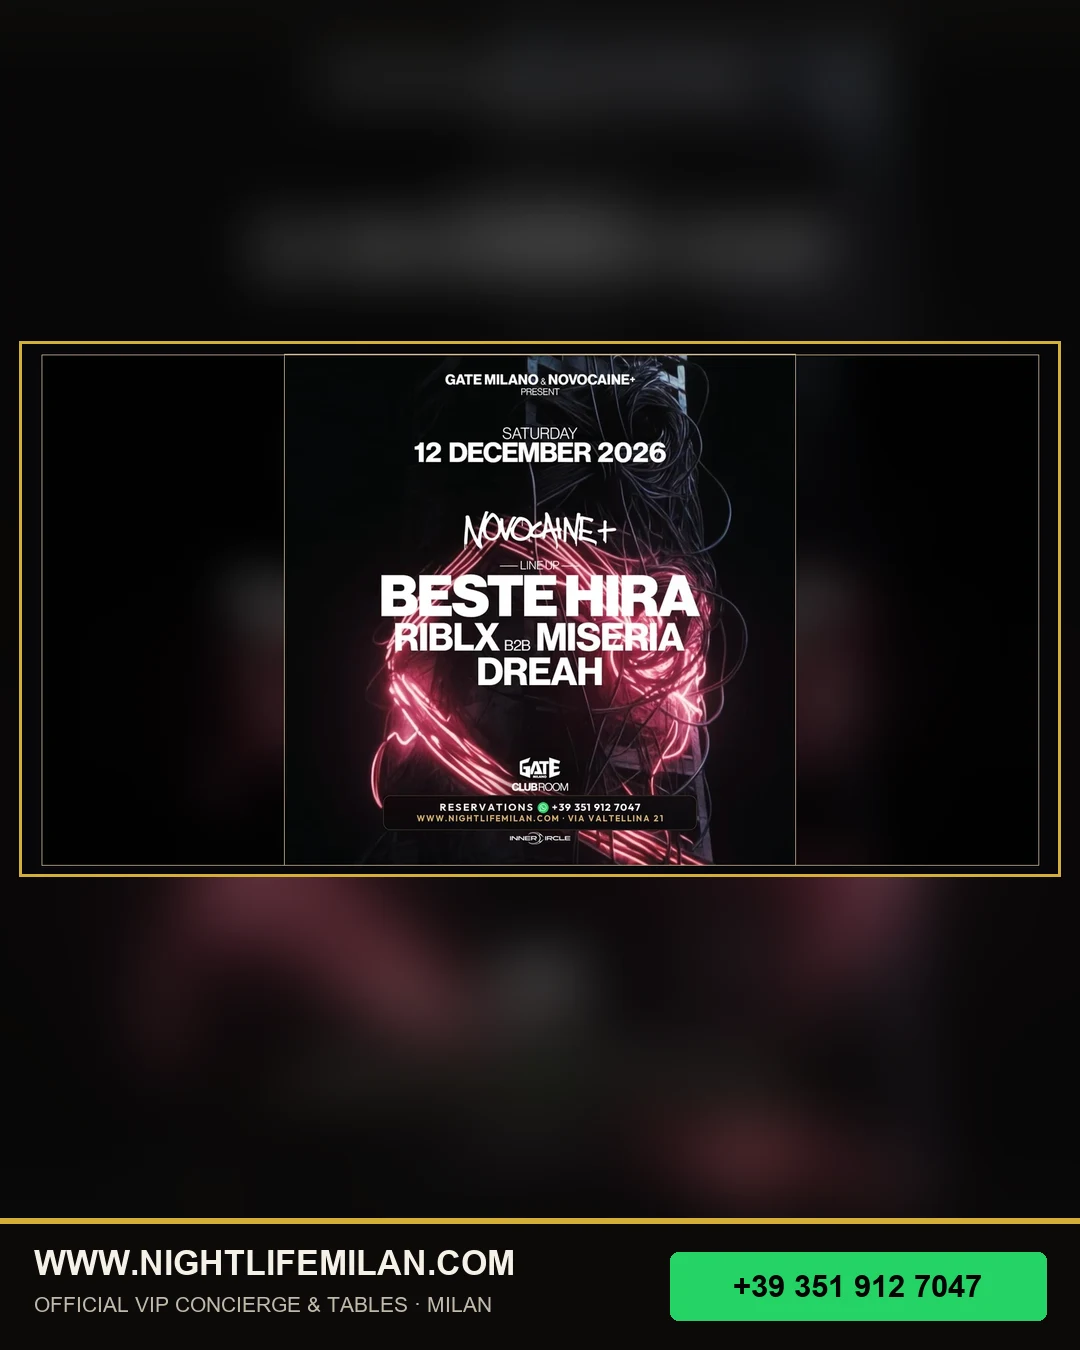 GATE MILANO & NOVOCAINE+
PRESENT
SATURDAY
12 DECEMBER 2026
NOVOCAINE+
LINE UP
BESTE HIRA
RIBLX B2B MISERIA
DREAH
GATE
MILANO
CLUBROOM
RESERVATIONS +39 351 912 7047
WWW.NIGHTLIFEMILAN.COM · VIA VALTELLINA 21
INNER CIRCLE
WWW.NIGHTLIFEMILAN.COM
OFFICIAL VIP CONCIERGE & TABLES · MILAN
+39 351 912 7047